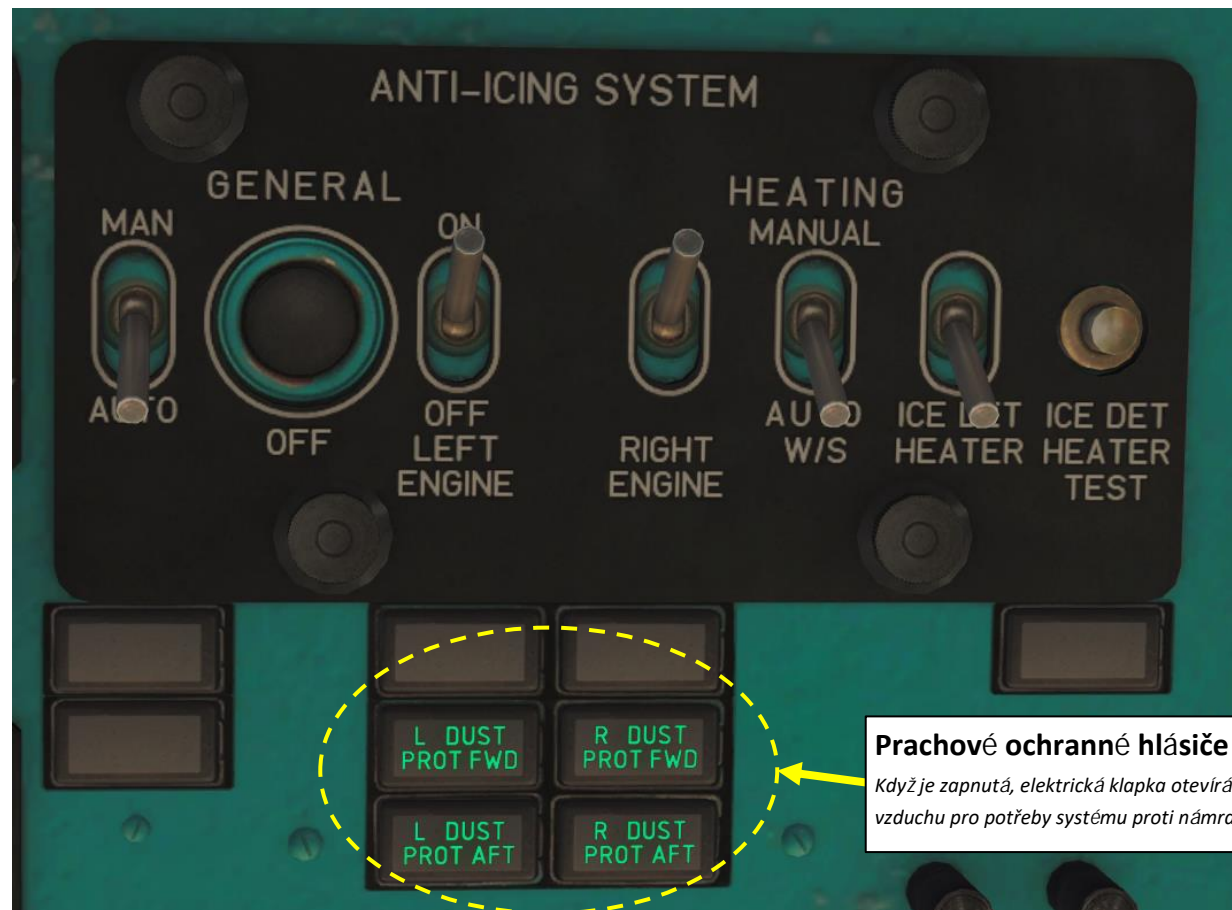 ANTI-ICING SYSTEM
GENERAL
HEATING
MAN
ON
MANUAL
AUTO
OFF
OFF
LEFT
ENGINE
RIGHT
ENGINE
AUTO
W/S
ICE DET
HEATER
ICE DET
HEATER
TEST
L DUST
PROT FWD
R DUST
PROT FWD
L DUST
PROT AFT
R DUST
PROT AFT
Prachové ochranné hlásiče
Když je zapnutá, elektrická klapka otevírá
vzduchu pro potřeby systému proti námro